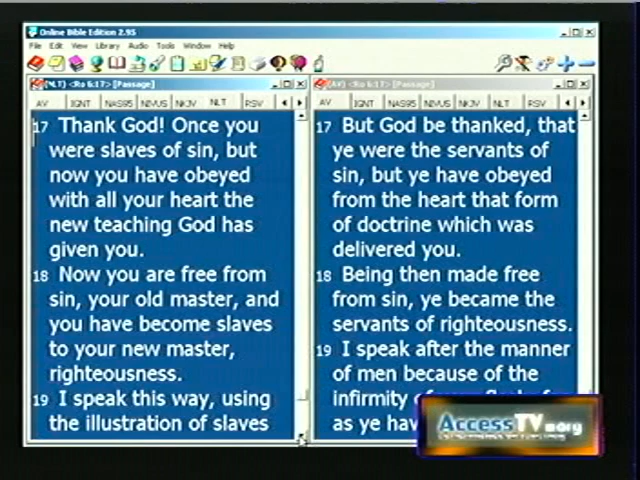 Online Bible Edition 2.95
File Edit View Library Audio Tools Window Help
(NLT) <Ro 6:17> [Passage]
AV IGNT NAS95 NIVUS NKJV NLT RSV
17 Thank God! Once you
were slaves of sin, but
now you have obeyed
with all your heart the
new teaching God has
given you.
18 Now you are free from
sin, your old master, and
you have become slaves
to your new master,
righteousness.
19 I speak this way, using
the illustration of slaves
(AV) <Ro 6:17> [Passage]
AV IGNT NAS95 NIVUS NKJV NLT RSV
17 But God be thanked, that
ye were the servants of
sin, but ye have obeyed
from the heart that form
of doctrine which was
delivered you.
18 Being then made free
from sin, ye became the
servants of righteousness.
19 I speak after the manner
of men because of the
infirmity
as ye
AccessTV.org